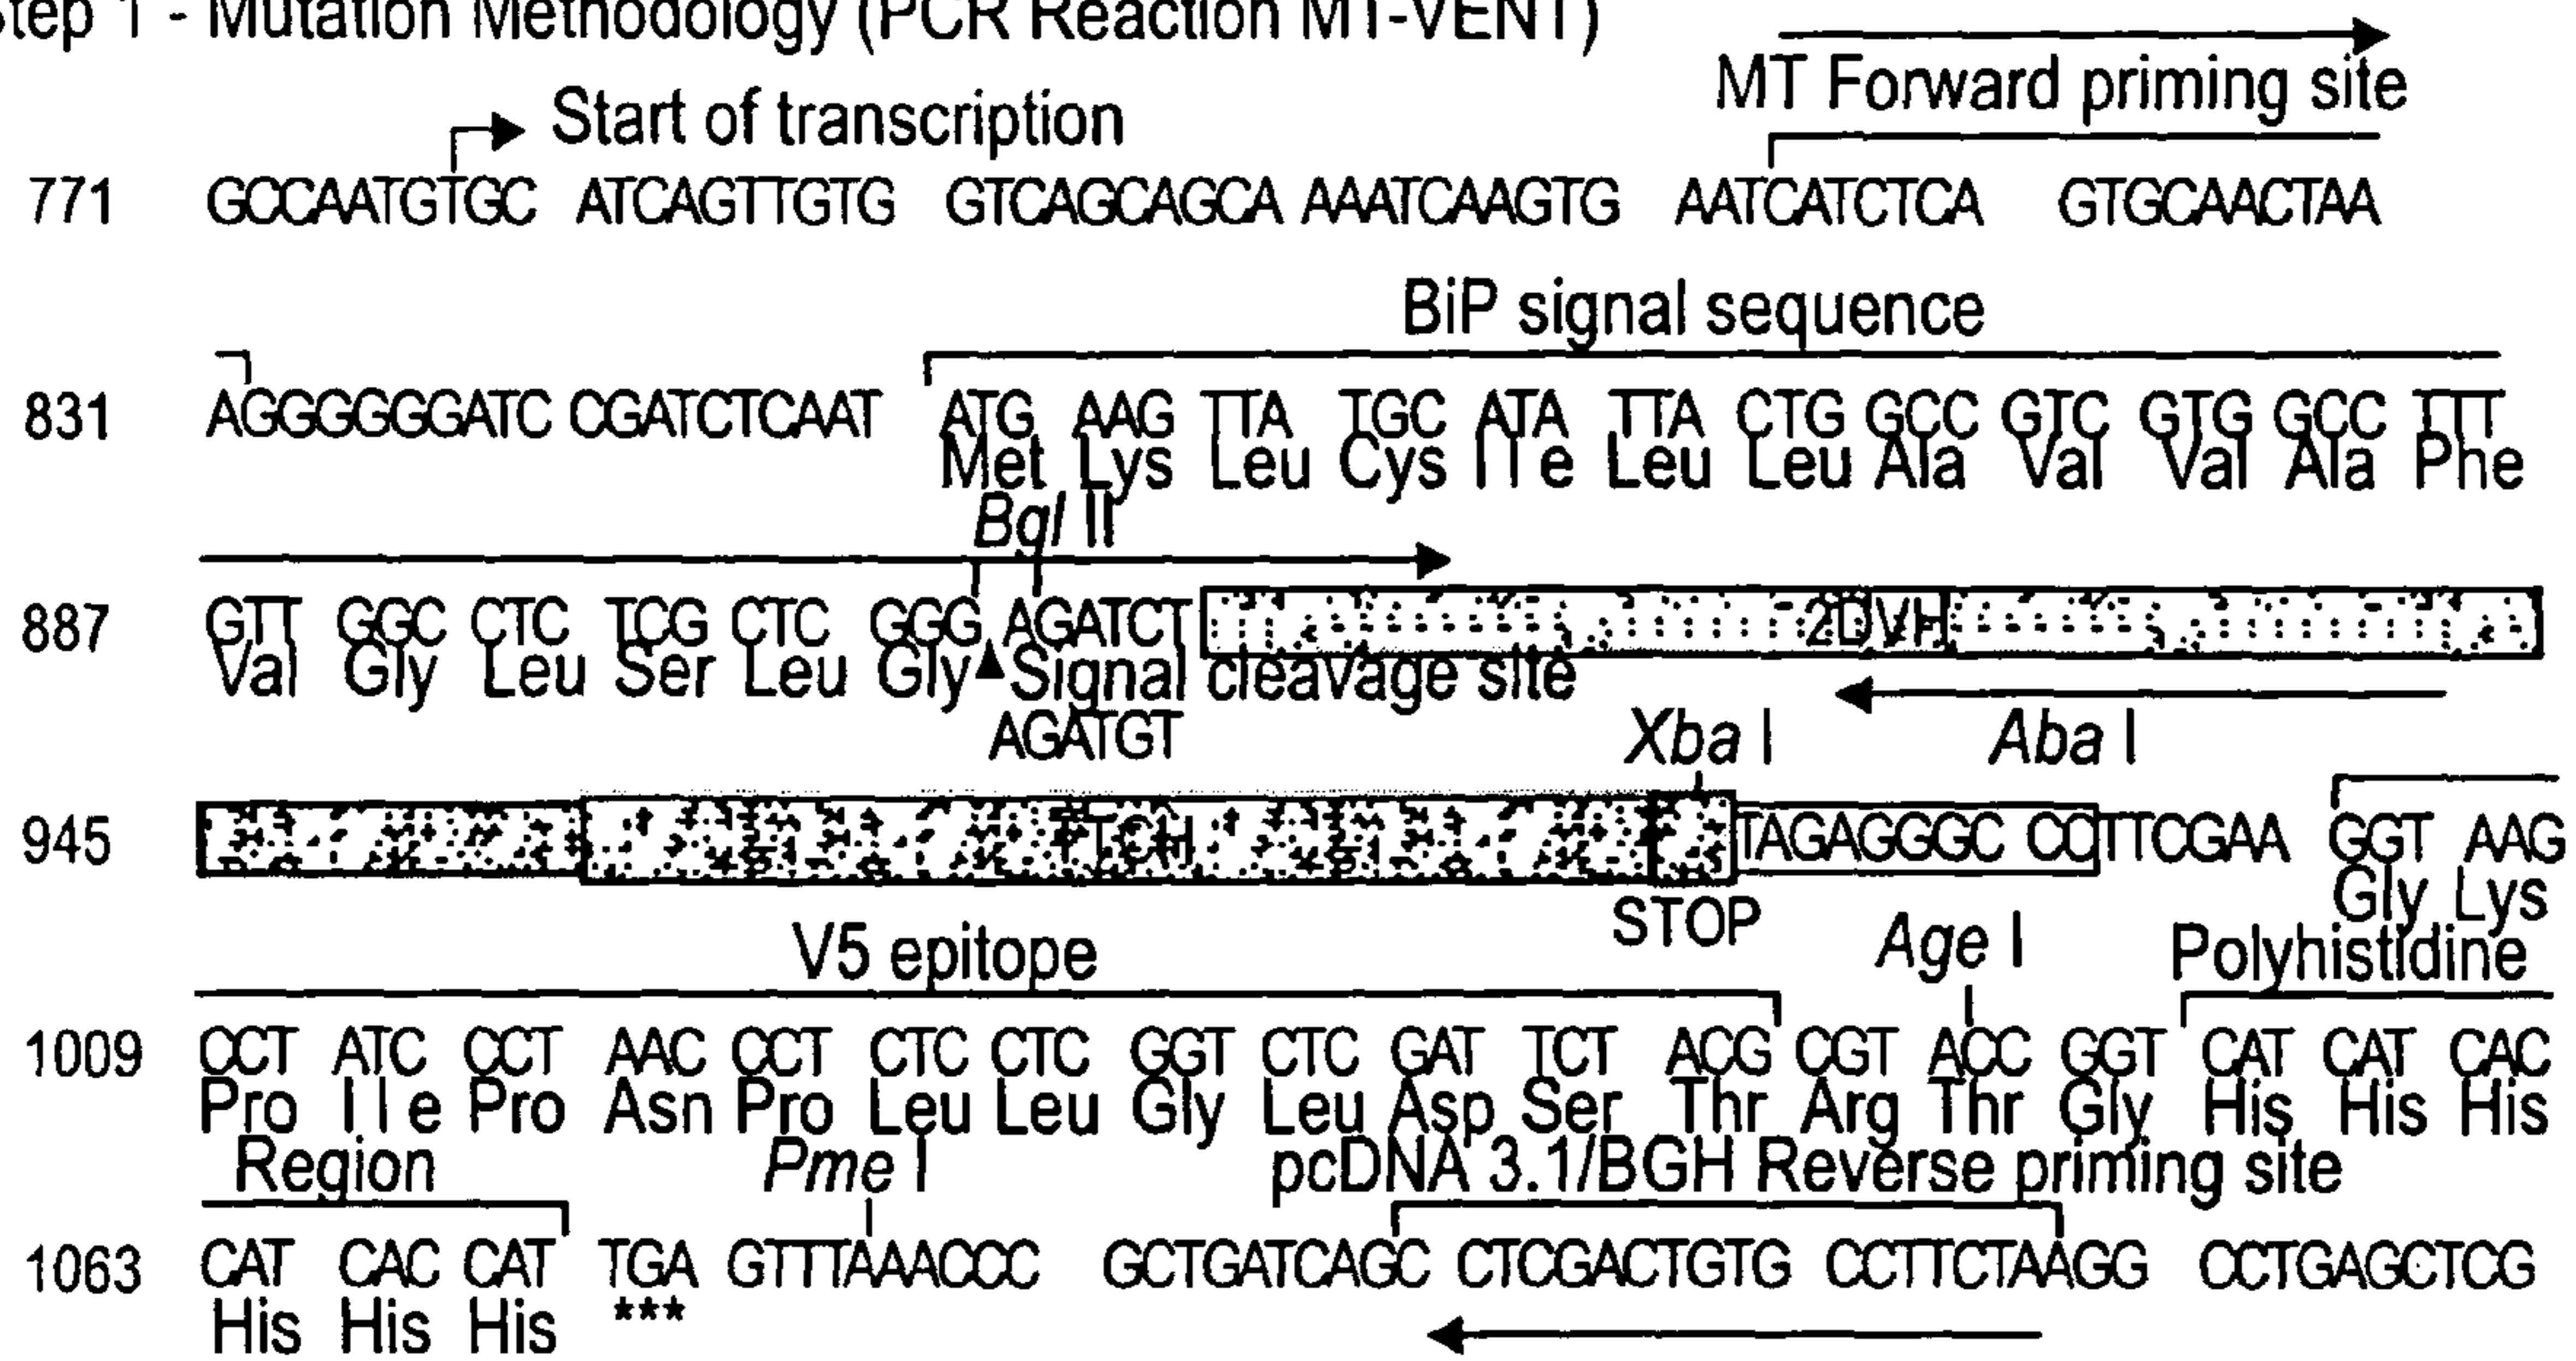 Step 1 - Mutation Methodology (PCR Reaction MT-VENT)
MT Forward priming site
Start of transcription
771 GCCAATGTGC ATCAGTTGTG GTCAGCAGCA AAATCAAGTG AATCATCTCA GTGCAACTAA
BiP signal sequence
831 AGGGGGGATC CGATCTCAAT ATG AAG TTA TGC ATA TTA CTG GCC GTC GTG GCC TTT
Met Lys Leu Cys Ile Leu Leu Ala Val Val Ala Phe
Bgl II
887 GTT GGC CTC TCG CTC GGG AGATCT 2DVH
Val Gly Leu Ser Leu Gly Signal cleavage site
AGATGT Xba I Aba I
945 TAGAGGGC CCTTCGAA GGT AAG
Gly Lys
STOP
V5 epitope Age I Polyhistidine
1009 CCT ATC CCT AAC CCT CTC CTC GGT CTC GAT TCT ACG CGT ACC GGT CAT CAT CAC
Pro Ile Pro Asn Pro Leu Leu Gly Leu Asp Ser Thr Arg Thr Gly His His His
Region Pme I pcDNA 3.1/BGH Reverse priming site
1063 CAT CAC CAT TGA GTTTAAACCC GCTGATCAGC CTCGACTGTG CCTTCTAAGG CCTGAGCTCG
His His His ***